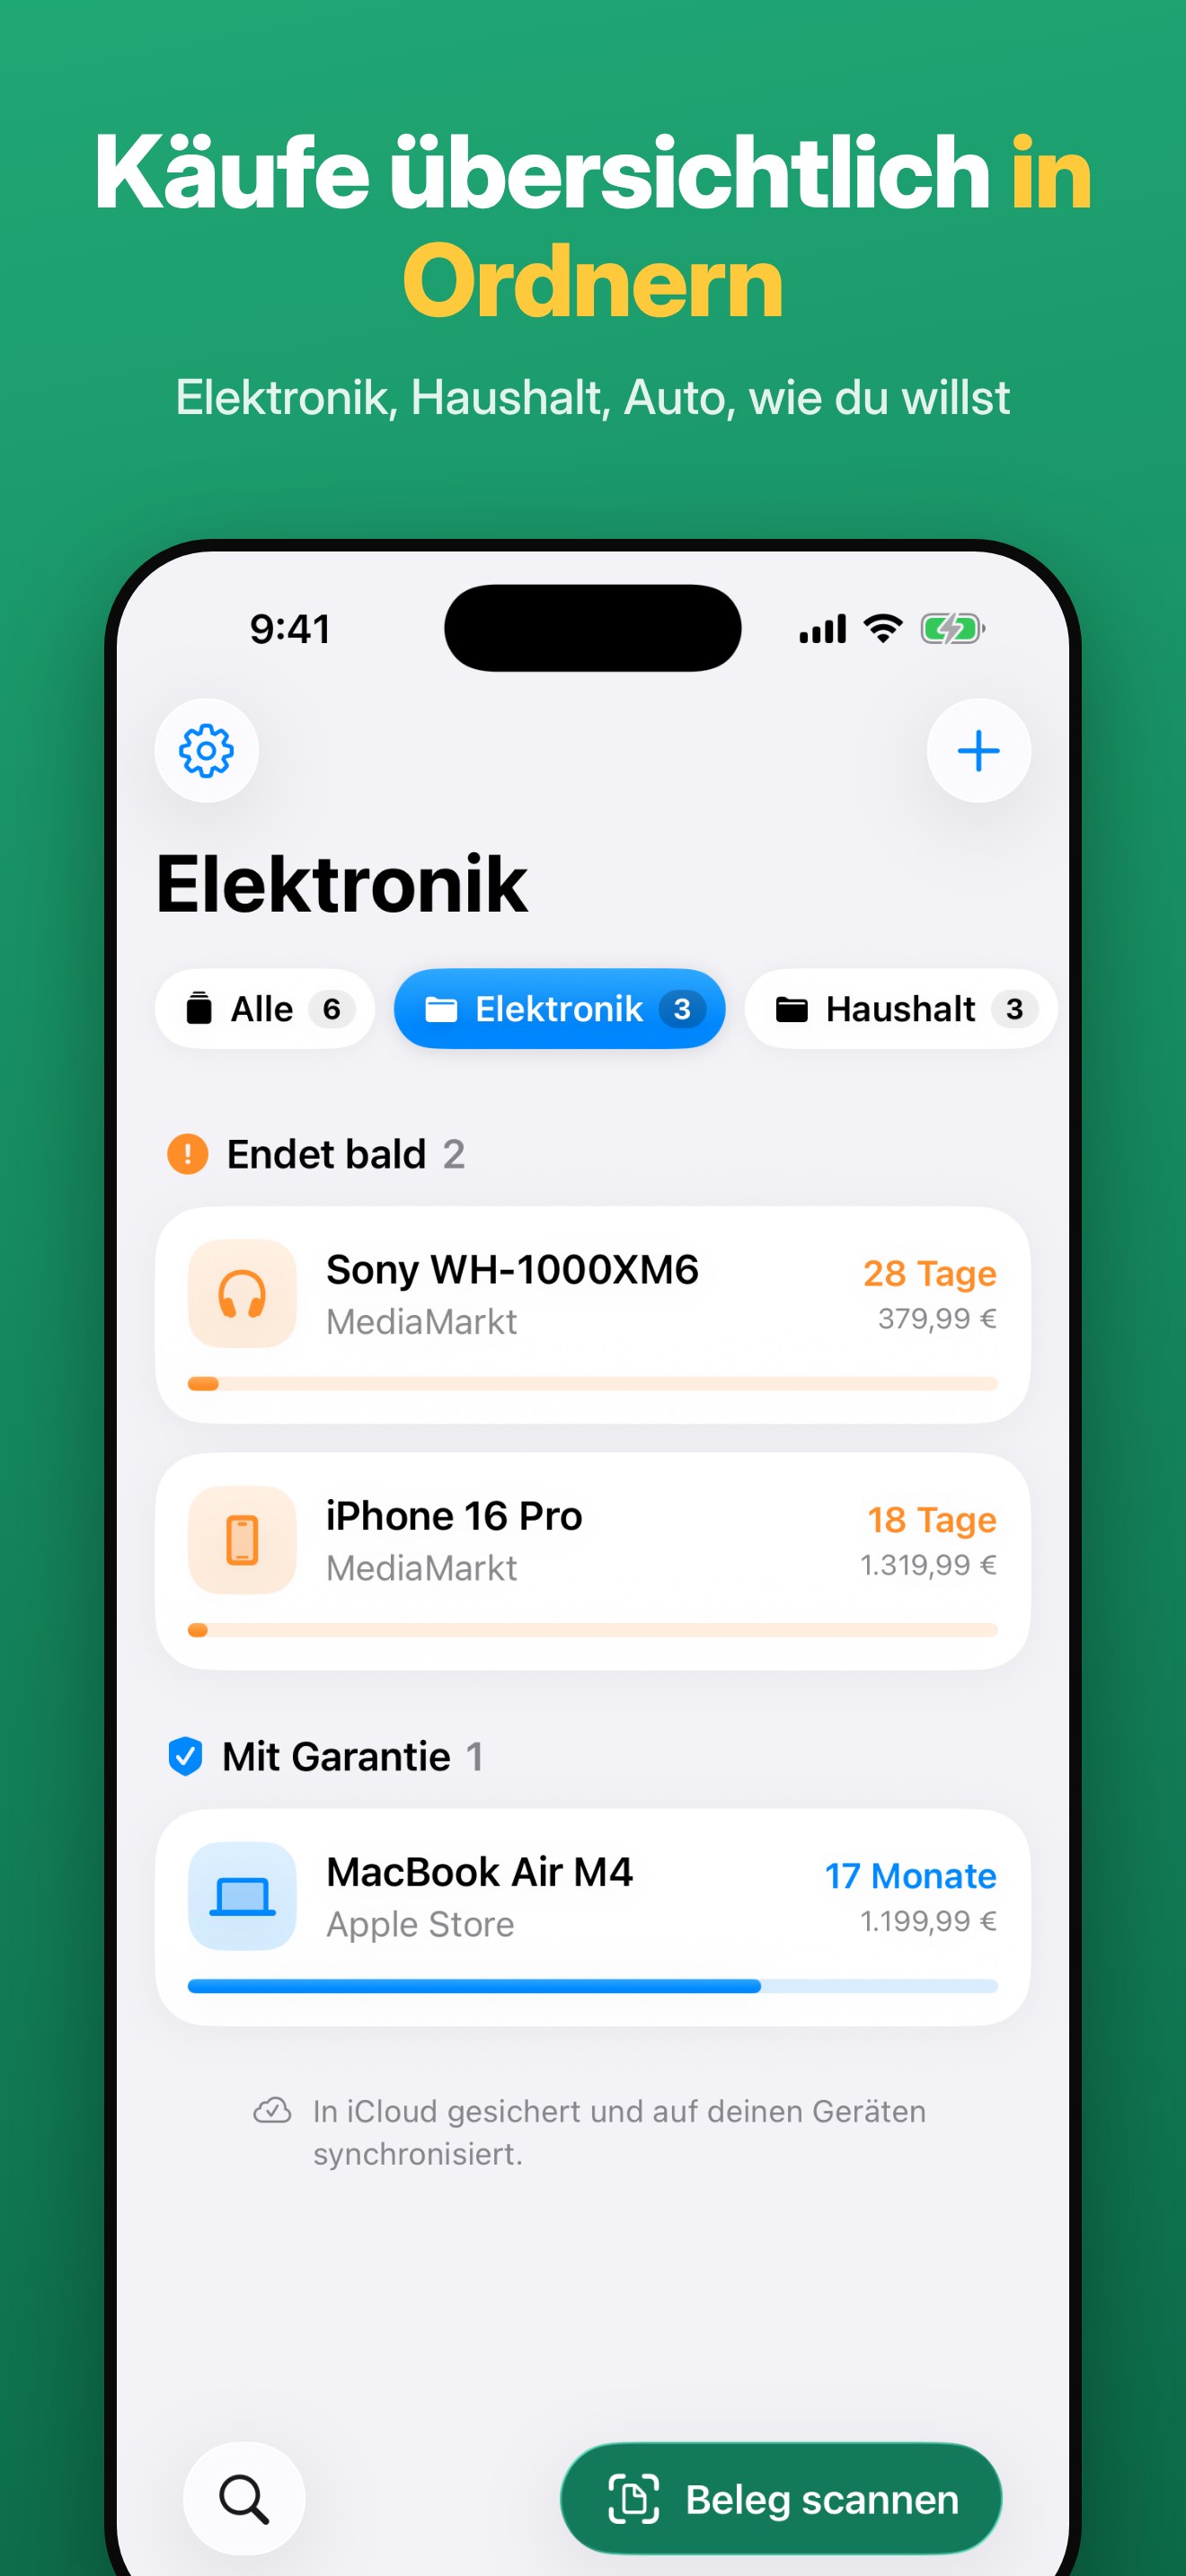 Käufe übersichtlich in
Ordnern
Elektronik, Haushalt, Auto, wie du willst
9:41
Elektronik
Alle 6
Elektronik 3
Haushalt 3
Endet bald 2
Sony WH-1000XM6
28 Tage
MediaMarkt
379,99 €
iPhone 16 Pro
18 Tage
MediaMarkt
1.319,99 €
Mit Garantie 1
MacBook Air M4
17 Monate
Apple Store
1.199,99 €
In iCloud gesichert und auf deinen Geräten
synchronisiert.
Beleg scannen